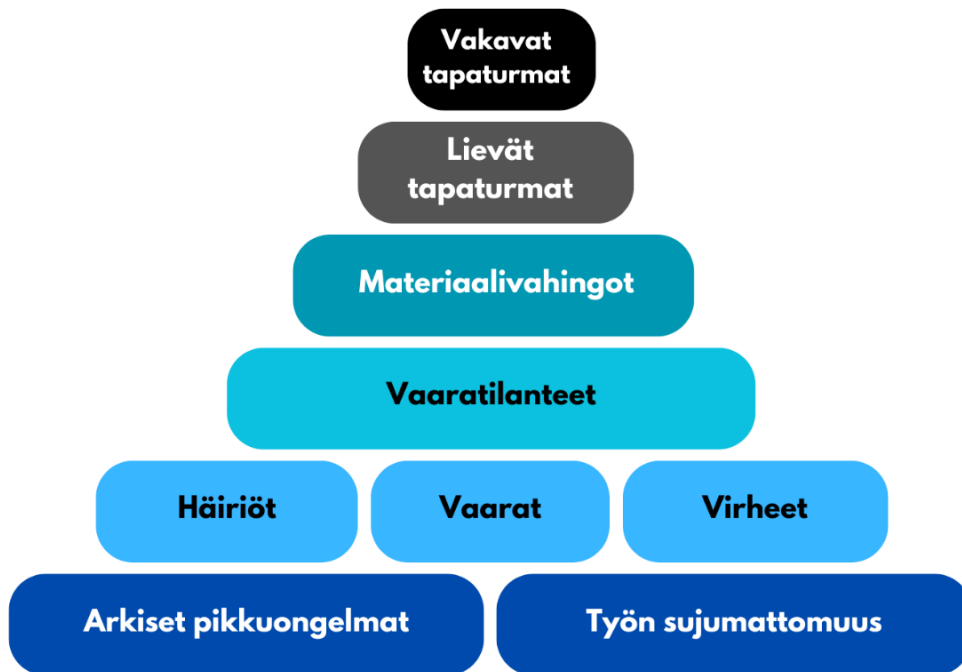 Vakavat
tapaturmat
Lievät
tapaturmat
Materiaalivahingot
Vaaratilanteet
Häiriöt
Vaarat
Virheet
Arkiset pikkuongelmat
Työn sujumattomuus